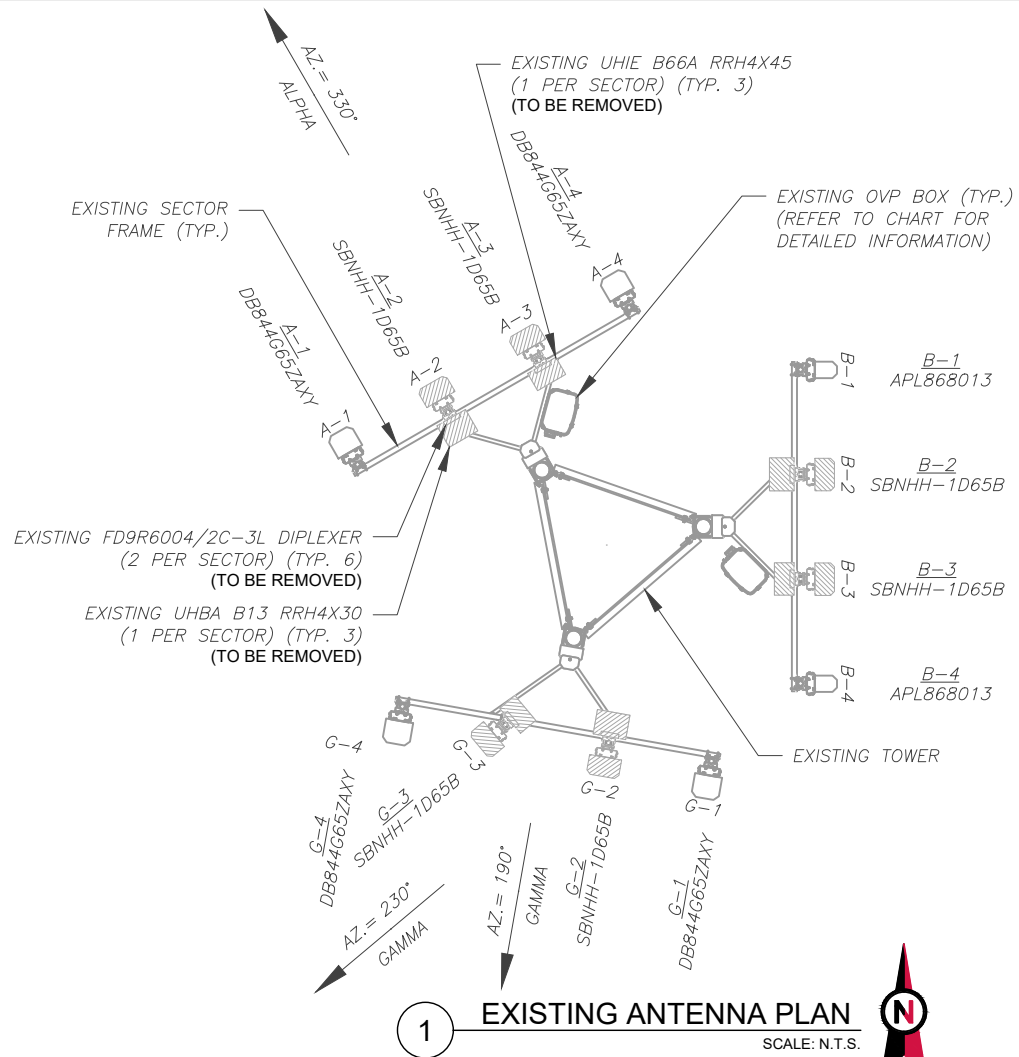 AZ.= 330°
ALPHA
EXISTING UHIE B66A RRH4X45
(1 PER SECTOR) (TYP. 3)
(TO BE REMOVED)
EXISTING SECTOR
FRAME (TYP.)
EXISTING OVP BOX (TYP.)
(REFER TO CHART FOR
DETAILED INFORMATION)
A-1
DB844G65ZAXY
A-2
SBNHH-1D65B
A-3
SBNHH-1D65B
A-4
DB844G65ZAXY
A-1
A-2
A-3
A-4
B-1
B-1
APL868013
B-2
B-2
SBNHH-1D65B
B-3
B-3
SBNHH-1D65B
B-4
B-4
APL868013
EXISTING FD9R6004/2C-3L DIPLEXER
(2 PER SECTOR) (TYP. 6)
(TO BE REMOVED)
EXISTING UHBA B13 RRH4X30
(1 PER SECTOR) (TYP. 3)
(TO BE REMOVED)
EXISTING TOWER
G-4
G-3
G-2
G-1
G-4
DB844G65ZAXY
G-3
SBNHH-1D65B
G-2
SBNHH-1D65B
G-1
DB844G65ZAXY
AZ.= 230°
GAMMA
AZ.= 190°
GAMMA
1
EXISTING ANTENNA PLAN
SCALE: N.T.S.
N